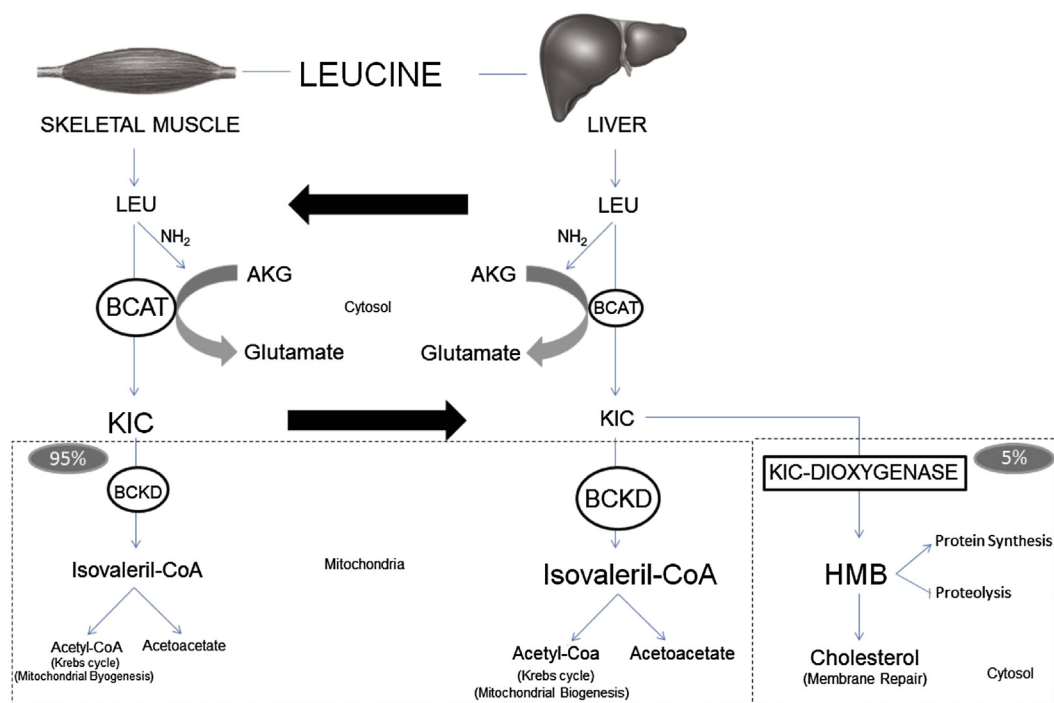 LEUCINE
SKELETAL MUSCLE
LIVER
LEU
LEU
NH₂
NH₂
AKG
AKG
BCAT
Cytosol
BCAT
Glutamate
Glutamate
KIC
KIC
95%
5%
BCKD
BCKD
KIC-DIOXYGENASE
Mitochondria
Isovaleril-CoA
Isovaleril-CoA
Protein Synthesis
HMB
Proteolysis
Acetyl-CoA
(Krebs cycle)
(Mitochondrial Byogenesis)
Acetoacetate
Acetyl-Coa
(Krebs cycle)
(Mitochondrial Biogenesis)
Acetoacetate
Cholesterol
(Membrane Repair)
Cytosol